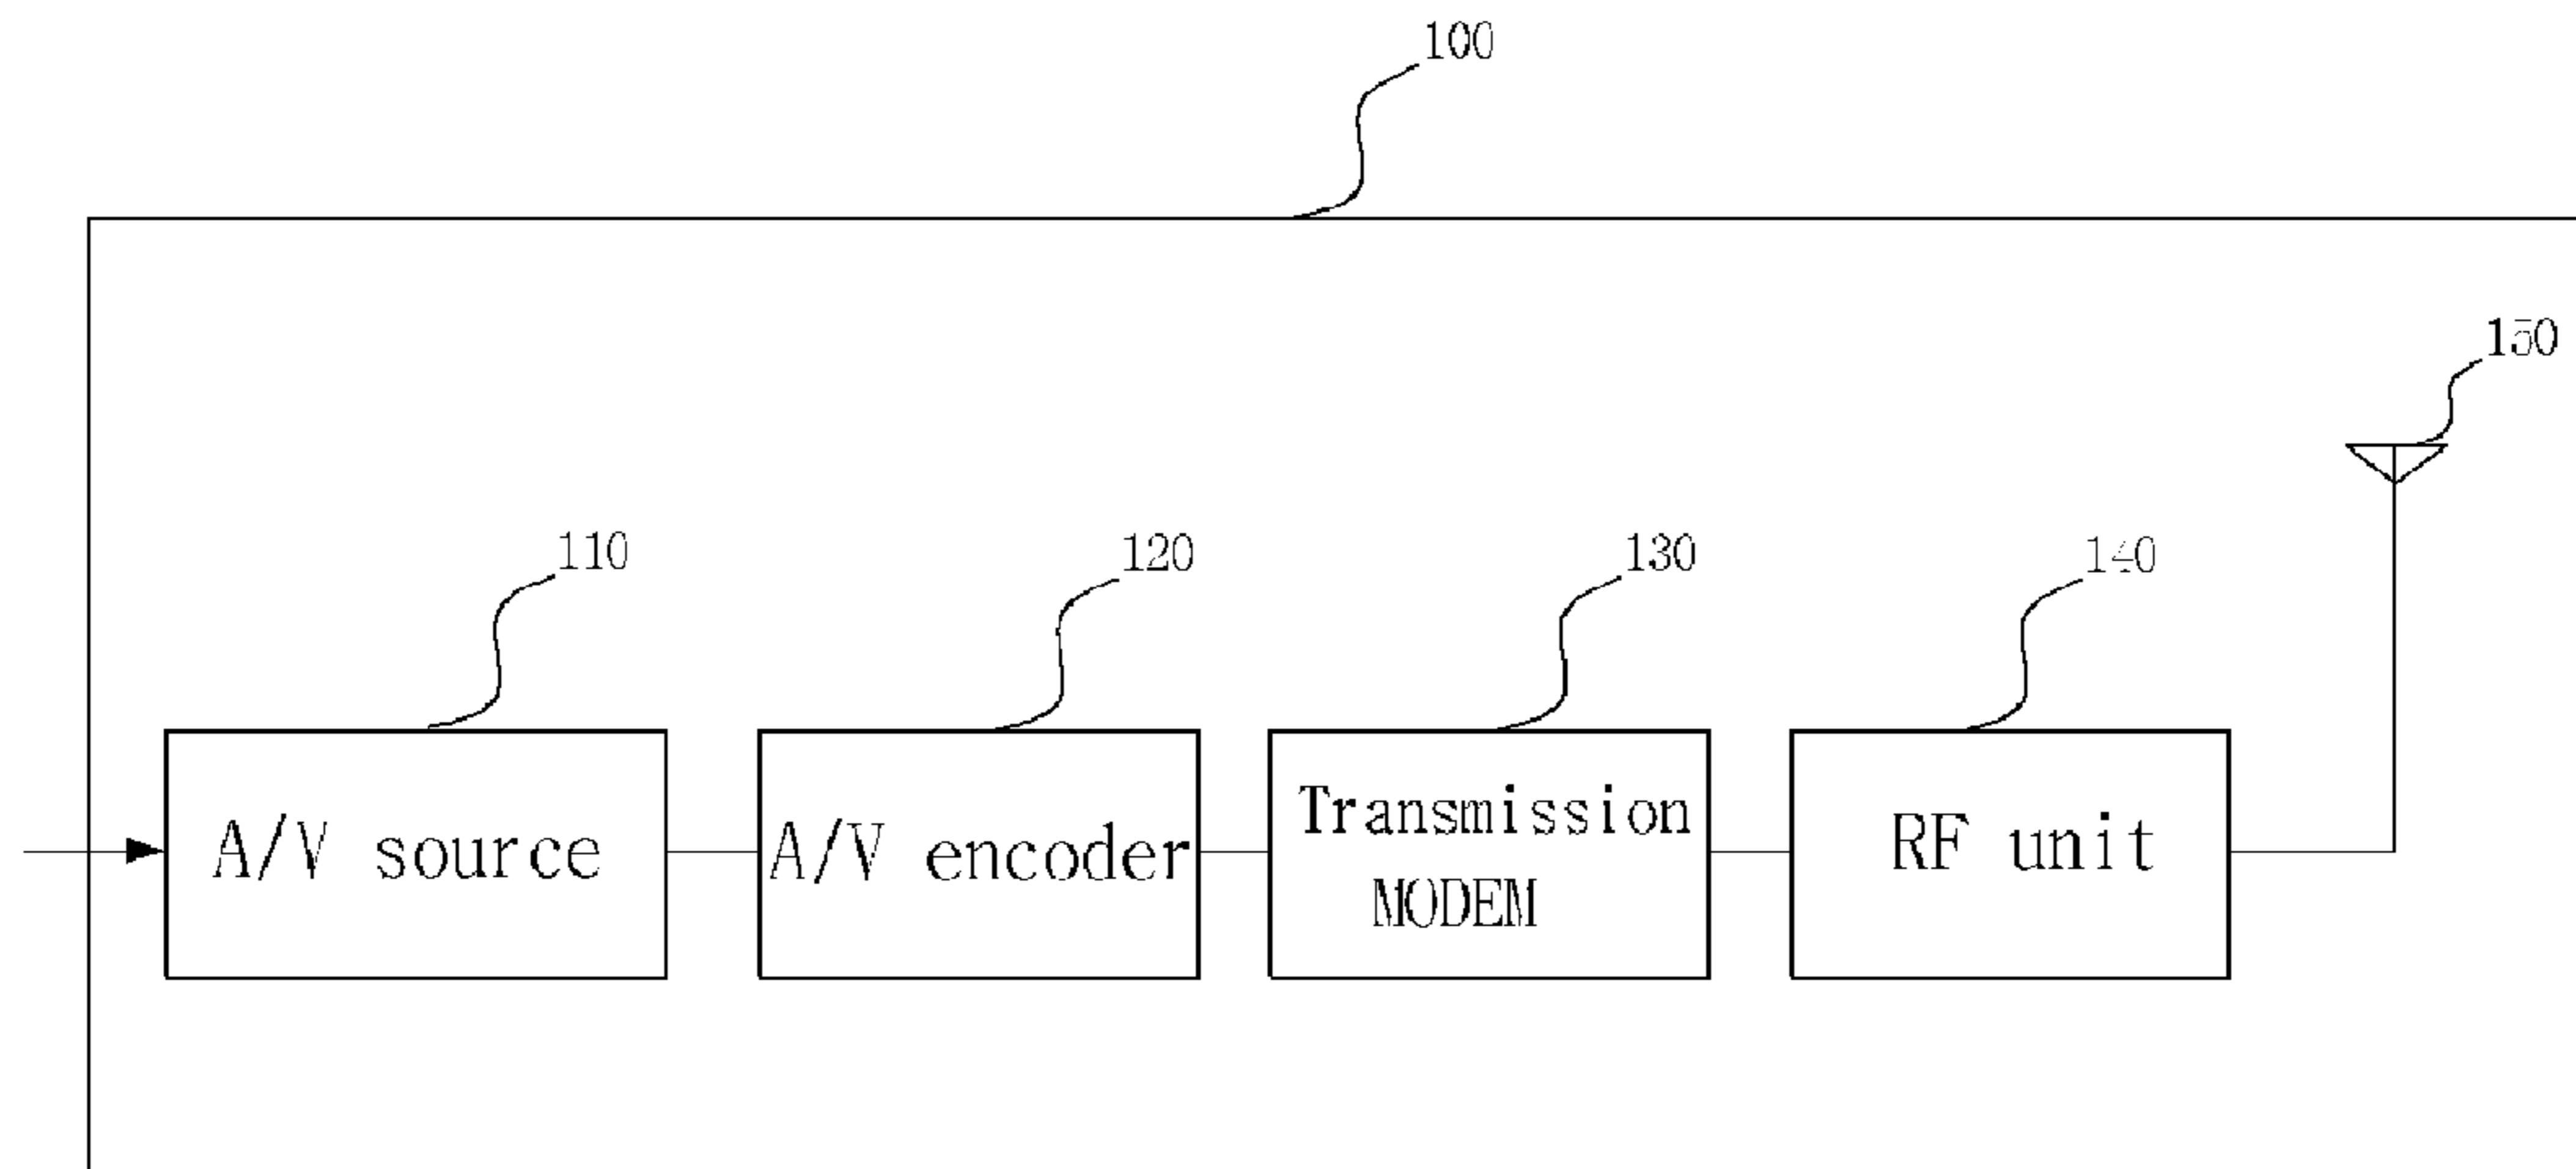 100
150
110
120
130
140
A/V source
A/V encoder
Transmission
MODEM
RF unit